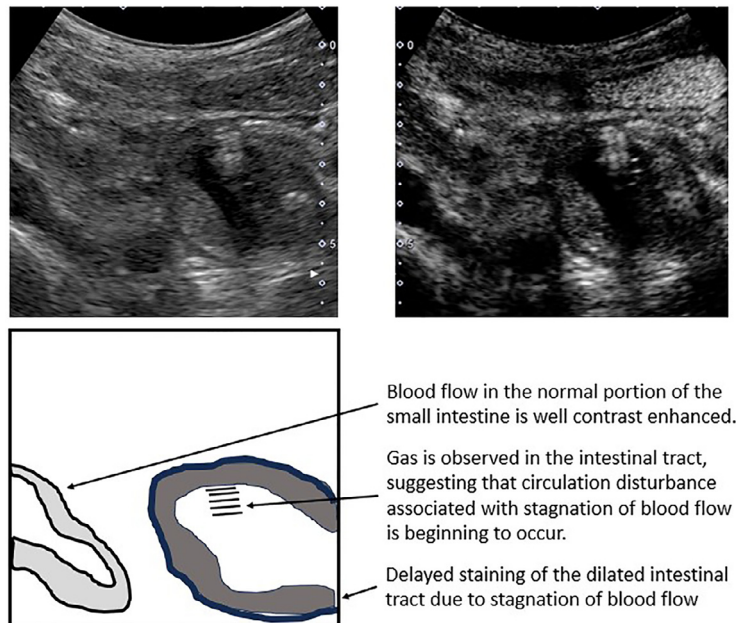 0
5
0
5
Blood flow in the normal portion of the
small intestine is well contrast enhanced.
Gas is observed in the intestinal tract,
suggesting that circulation disturbance
associated with stagnation of blood flow
is beginning to occur.
Delayed staining of the dilated intestinal
tract due to stagnation of blood flow